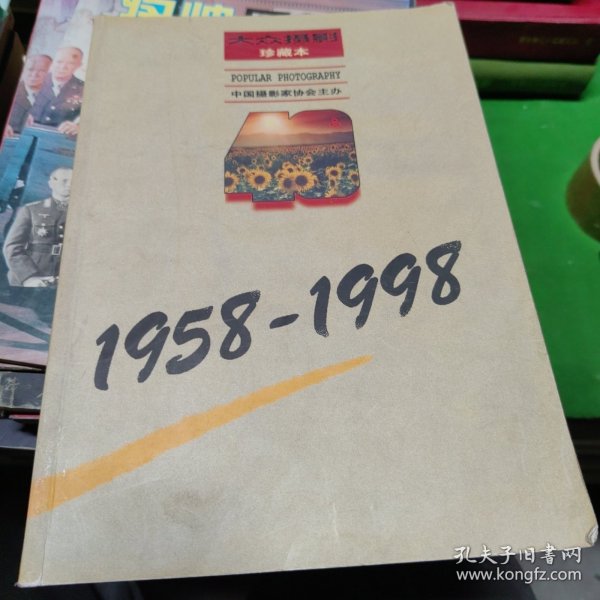 大众摄影
珍藏本
POPULAR PHOTOGRAPHY
中国摄影家协会主办
40
1958-1998
孔夫子旧书网
www.kongfz.com